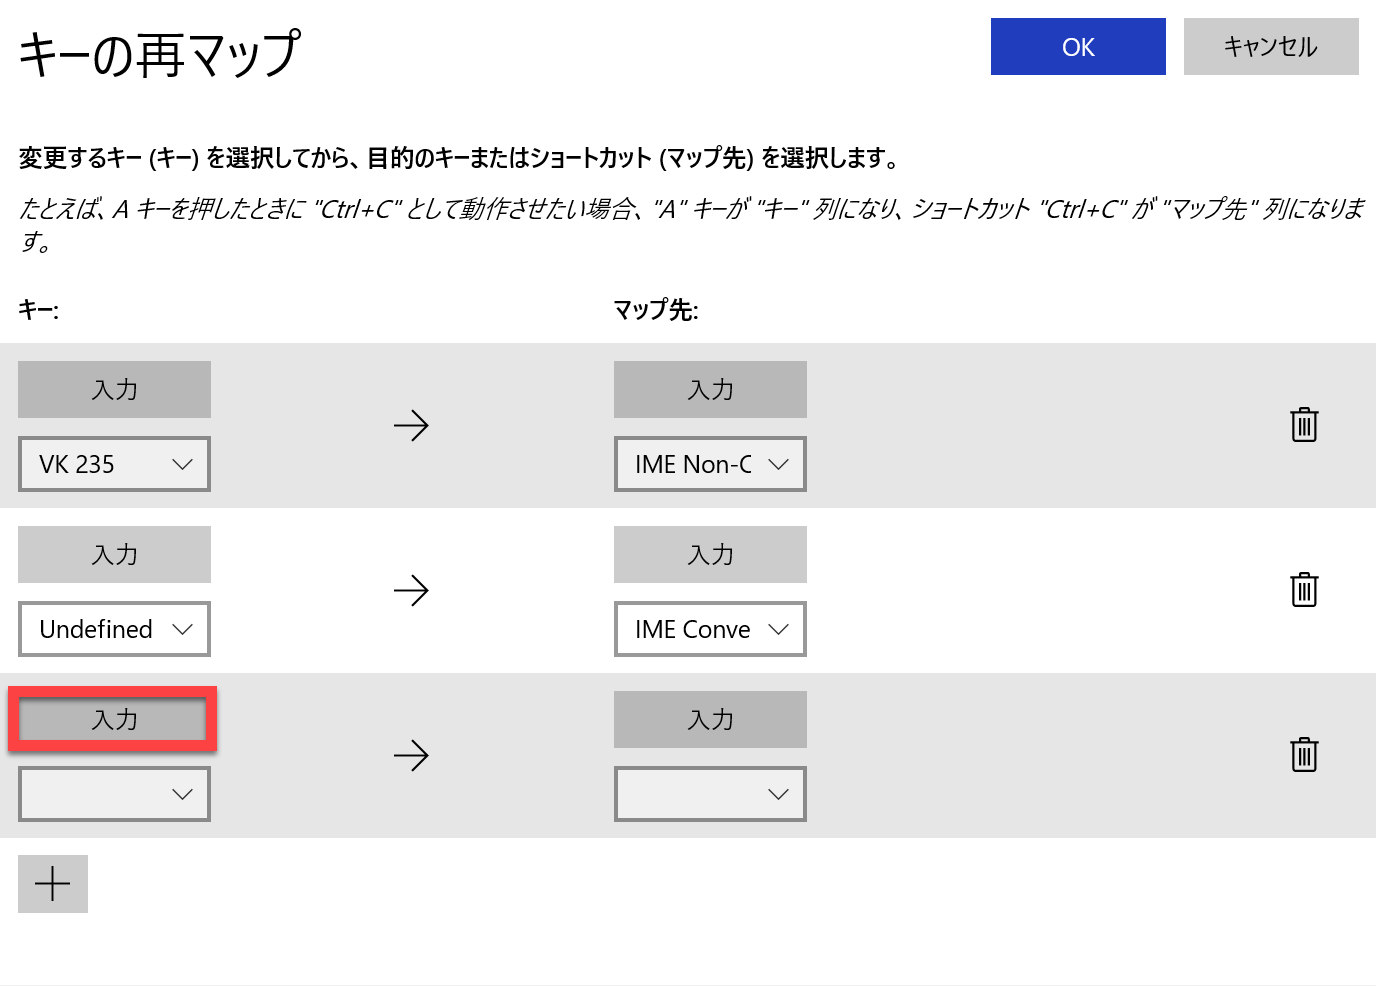 キーの再マップ
OK
キャンセル
変更するキー (キー) を選択してから、目的のキーまたはショートカット (マップ先) を選択します。
たとえば、A キーを押したときに "Ctrl+C" として動作させたい場合、"A" キーが "キー" 列になり、ショートカット "Ctrl+C" が "マップ先" 列になりま
す。
キー:
マップ先:
入力
入力
VK 235
IME Non-C
入力
入力
Undefined
IME Conve
入力
入力